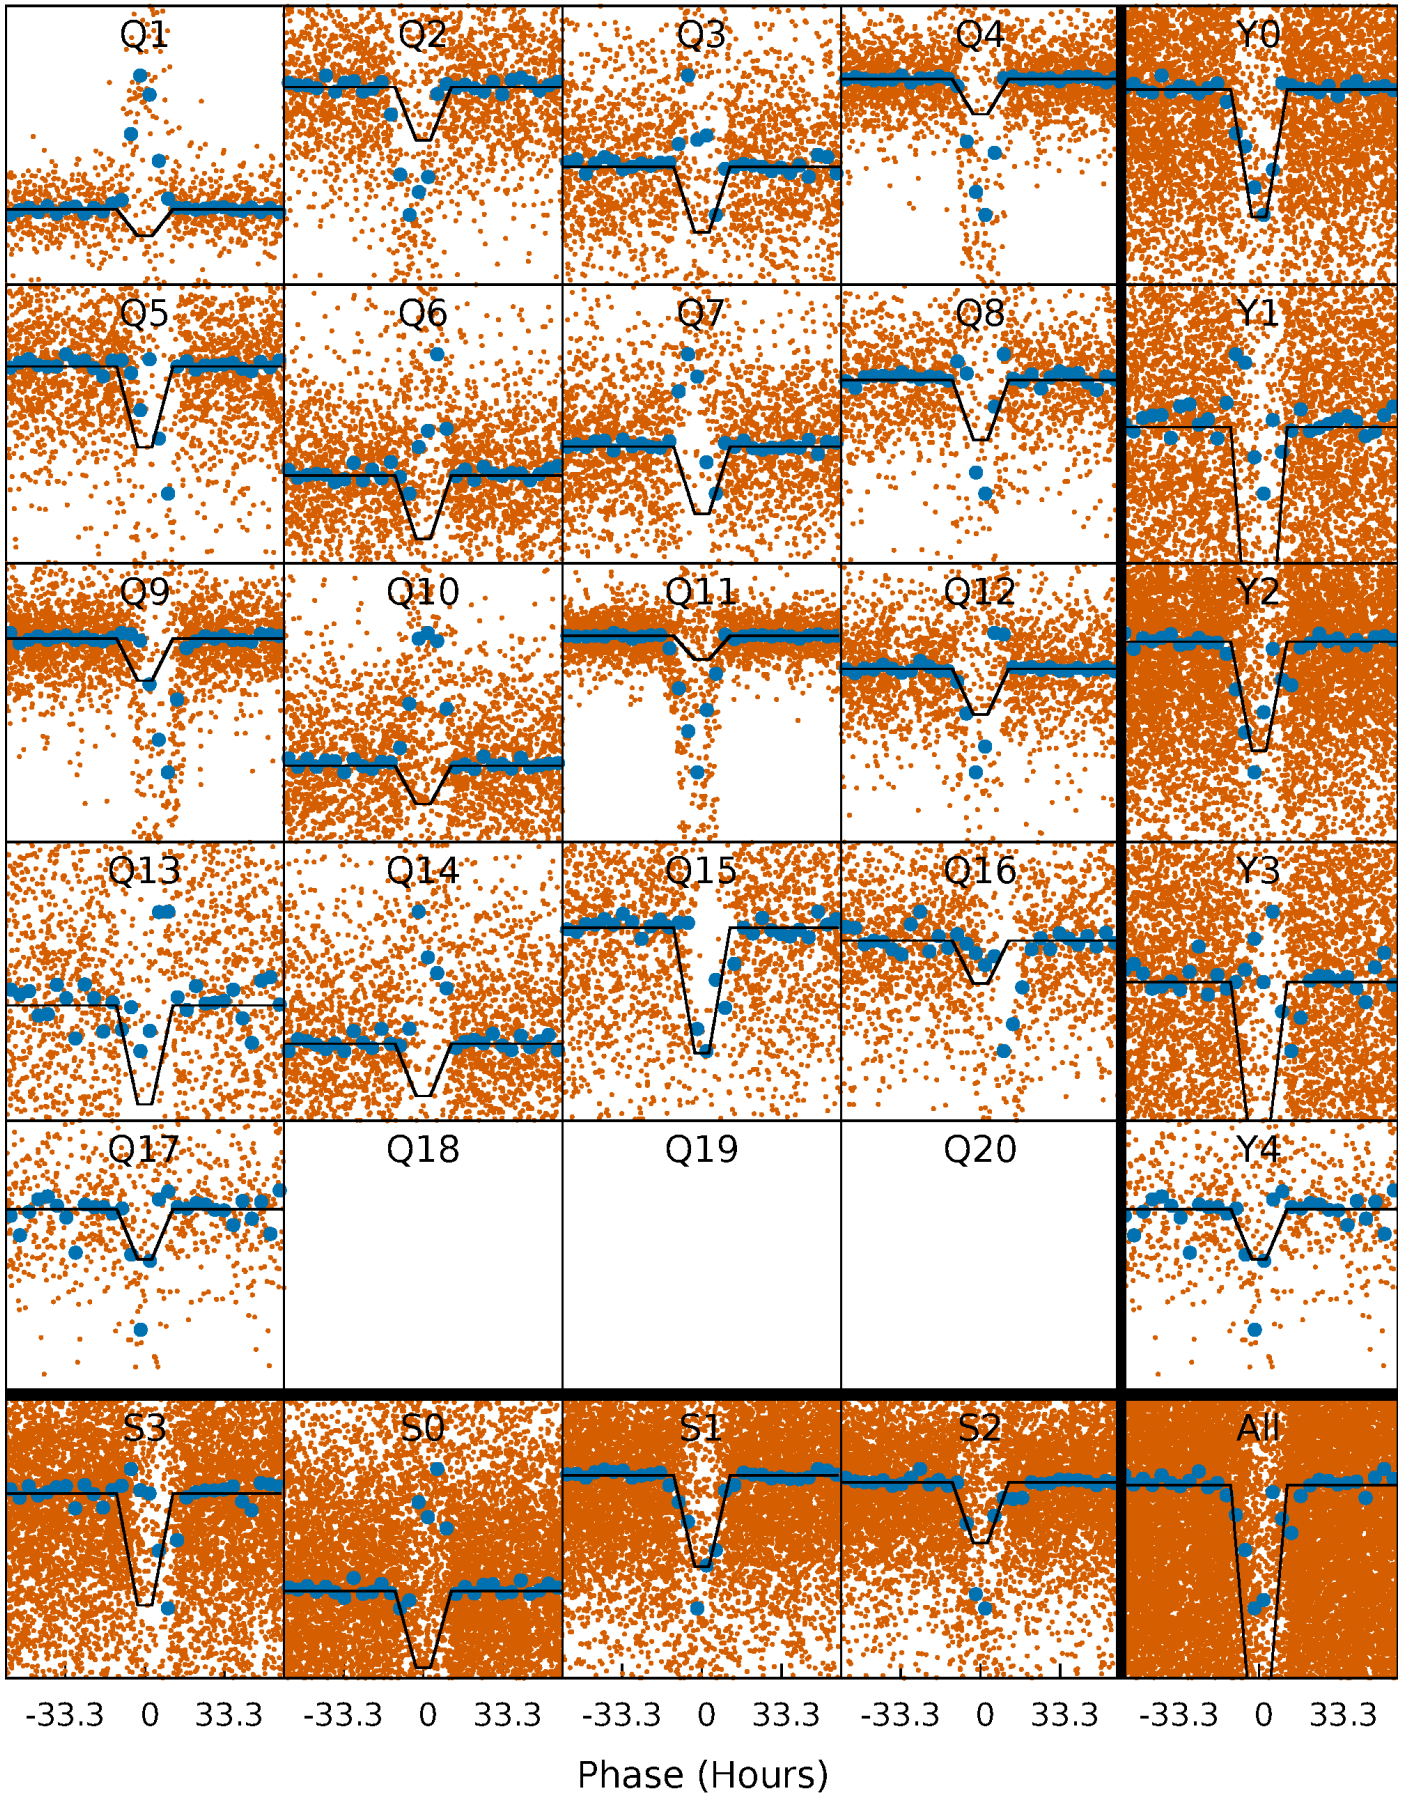 Q1 Q2 Q3 Q4 Y0
Q5 Q6 Q7 Q8 Y1
Q9 Q10 Q11 Q12 Y2
Q13 Q14 Q15 Q16 Y3
Q17 Q18 Q19 Q20 Y4
S3 S0 S1 S2 All
-33.3 0 33.3 -33.3 0 33.3 -33.3 0 33.3 -33.3 0 33.3 -33.3 0 33.3
Phase (Hours)